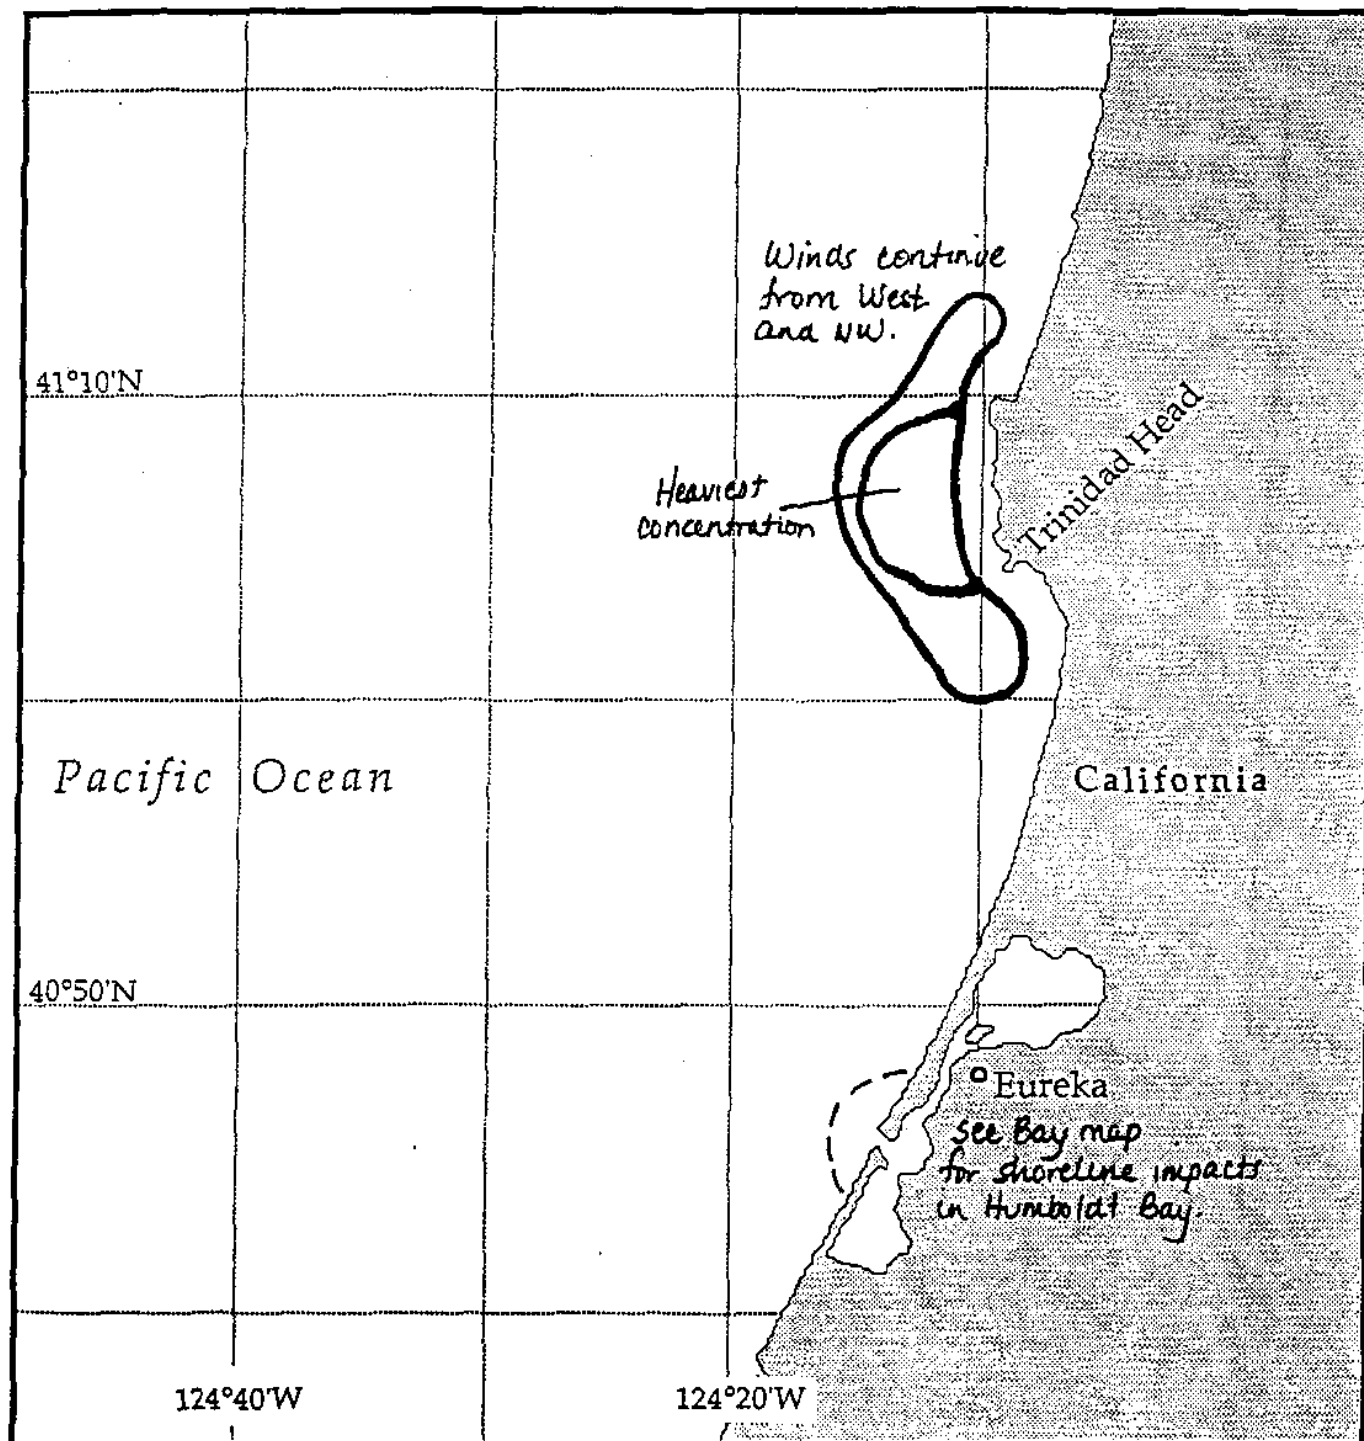 Winds continue
from West
and NW.
41°10'N
Trinidad Head
Heaviest
concentration
Pacific Ocean
California
40°50'N
Eureka
See Bay map
for shoreline impacts
in Humboldt Bay.
124°40'W
124°20'W